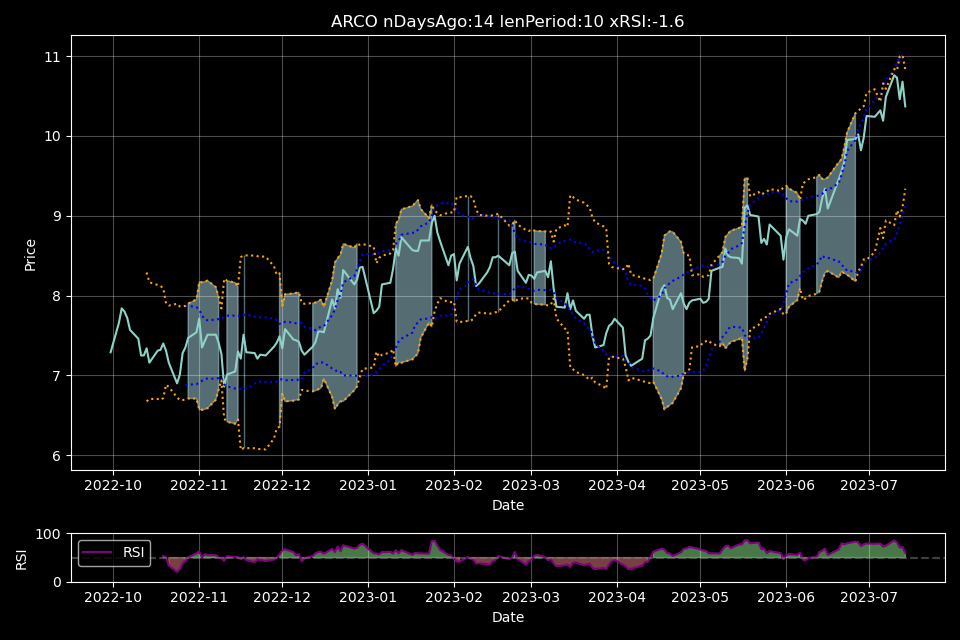 ARCO nDaysAgo:14 lenPeriod:10 xRSI:-1.6
11
10
9
8
7
6
Price
2022-10 2022-11 2022-12 2023-01 2023-02 2023-03 2023-04 2023-05 2023-06 2023-07
Date
100
0
RSI
RSI
2022-10 2022-11 2022-12 2023-01 2023-02 2023-03 2023-04 2023-05 2023-06 2023-07
Date